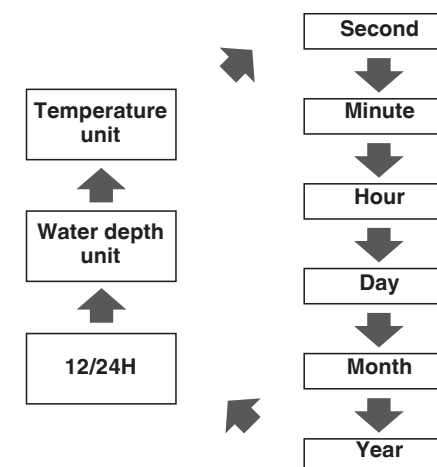 Second
Minute
Hour
Day
Month
Year
12/24H
Water depth
unit
Temperature
unit